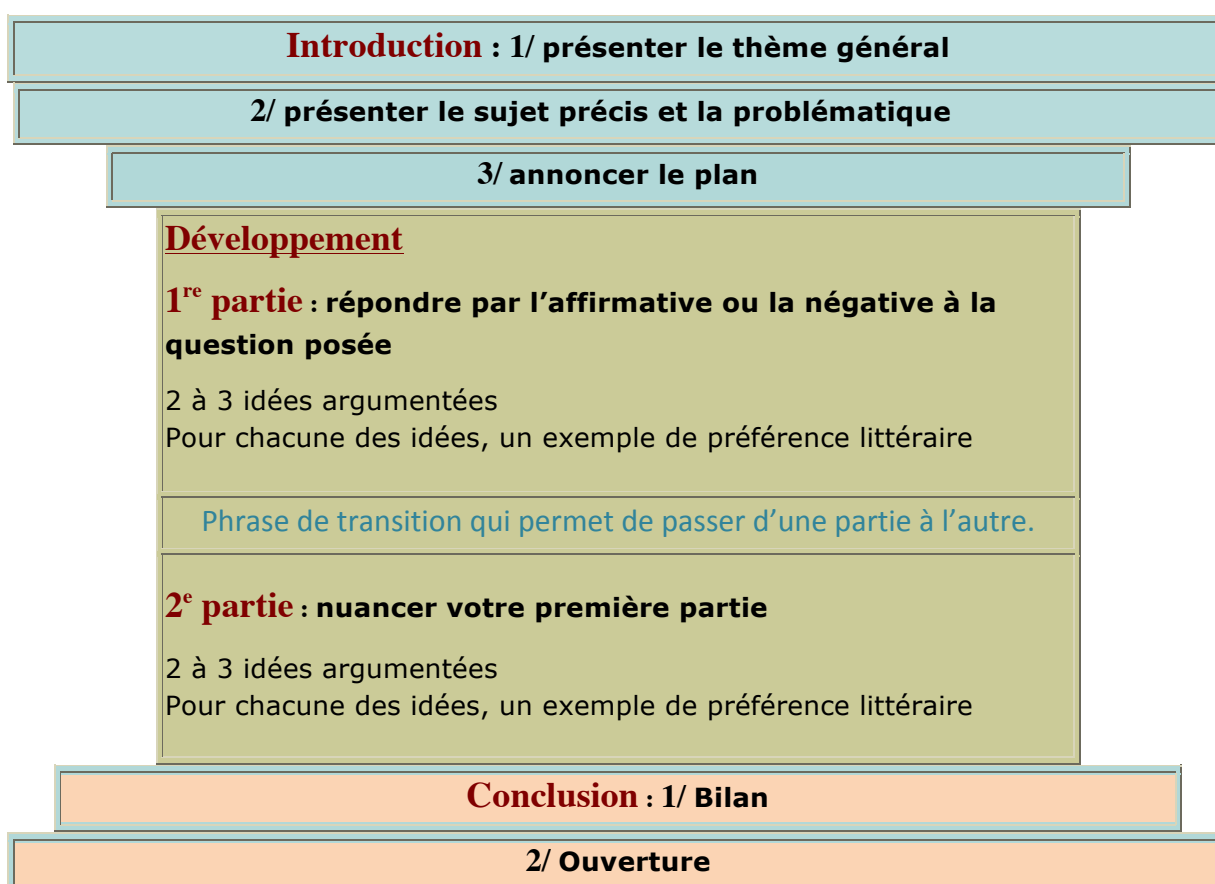 Introduction : 1/ présenter le thème général
2/ présenter le sujet précis et la problématique
3/ annoncer le plan
Développement
1re partie : répondre par l’affirmative ou la négative à la
question posée
2 à 3 idées argumentées
Pour chacune des idées, un exemple de préférence littéraire
Phrase de transition qui permet de passer d’une partie à l’autre.
2e partie : nuancer votre première partie
2 à 3 idées argumentées
Pour chacune des idées, un exemple de préférence littéraire
Conclusion : 1/ Bilan
2/ Ouverture